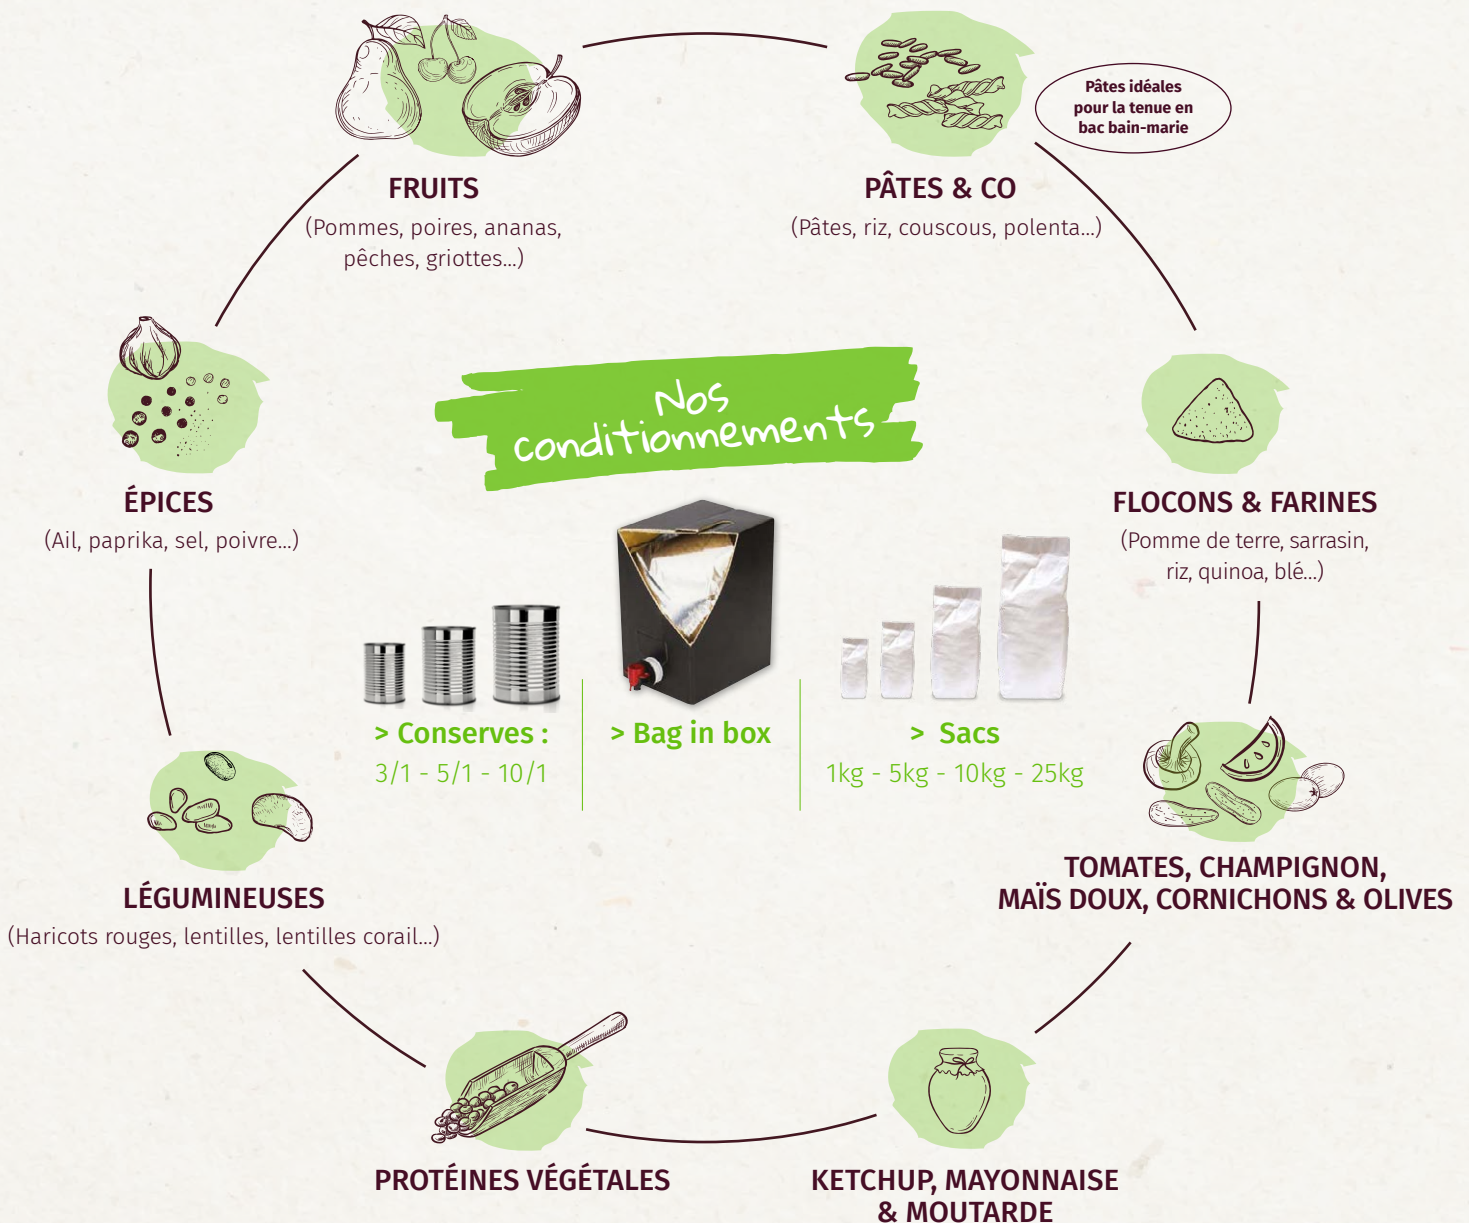 FRUITS
(Pommes, poires, ananas,
pêches, griottes...)
PÂTES & CO
(Pâtes, riz, couscous, polenta...)
Pâtes idéales
pour la tenue en
bac bain-marie
ÉPICES
(Ail, paprika, sel, poivre...)
Nos
conditionnements
FLOCONS & FARINES
(Pomme de terre, sarrasin,
riz, quinoa, blé...)
> Conserves :
3/1 - 5/1 - 10/1
> Bag in box
> Sacs
1kg - 5kg - 10kg - 25kg
LÉGUMINEUSES
(Haricots rouges, lentilles, lentilles corail...)
TOMATES, CHAMPIGNON,
MAÏS DOUX, CORNICHONS & OLIVES
PROTÉINES VÉGÉTALES
KETCHUP, MAYONNAISE
& MOUTARDE